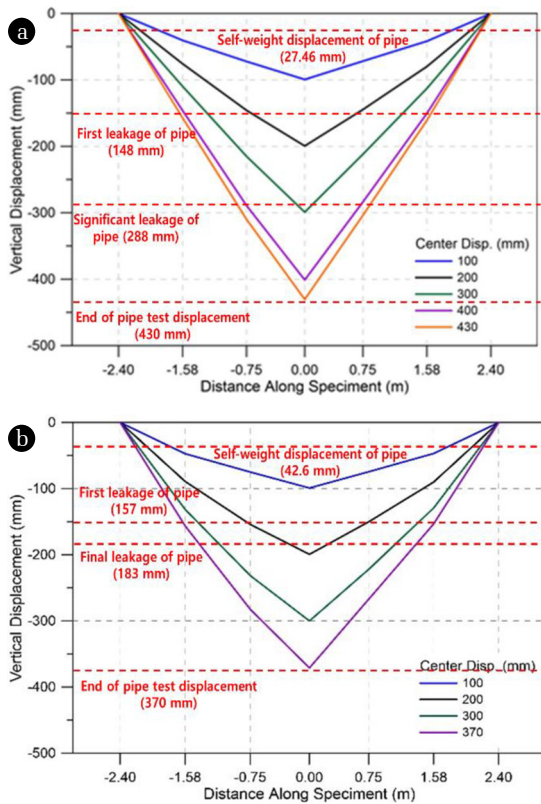 a
0
-100
-200
-300
-400
-500
Vertical Displacement (mm)
Self-weight displacement of pipe
(27.46 mm)
First leakage of pipe
(148 mm)
Significant leakage of
pipe (288 mm)
End of pipe test displacement
(430 mm)
Center Disp. (mm)
100
200
300
400
430
-2.40 -1.58 -0.75 0.00 0.75 1.58 2.40
Distance Along Speciment (m)
b
0
-100
-200
-300
-400
-500
Vertical Displacement (mm)
Self-weight displacement of pipe
(42.6 mm)
First leakage of pipe
(157 mm)
Final leakage of pipe
(183 mm)
End of pipe test displacement
(370 mm)
Center Disp. (mm)
100
200
300
370
-2.40 -1.58 -0.75 0.00 0.75 1.58 2.40
Distance Along Speciment (m)